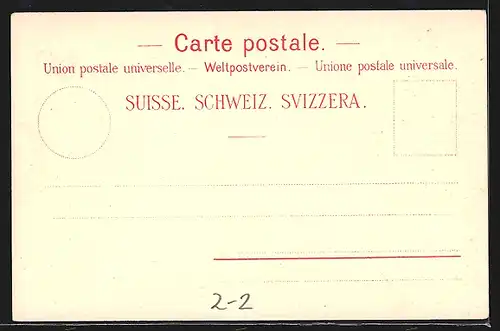 — Carte postale. —
Union postale universelle. — Weltpostverein. — Unione postale universale.
SUISSE. SCHWEIZ. SVIZZERA.
2-2